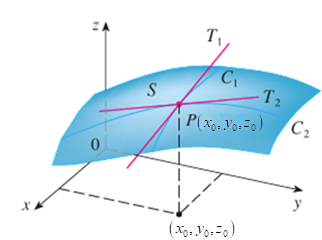 z
T₁
C₁
S
T₂
P(x₀,y₀,z₀)
C₂
0
x
y
(x₀,y₀,z₀)